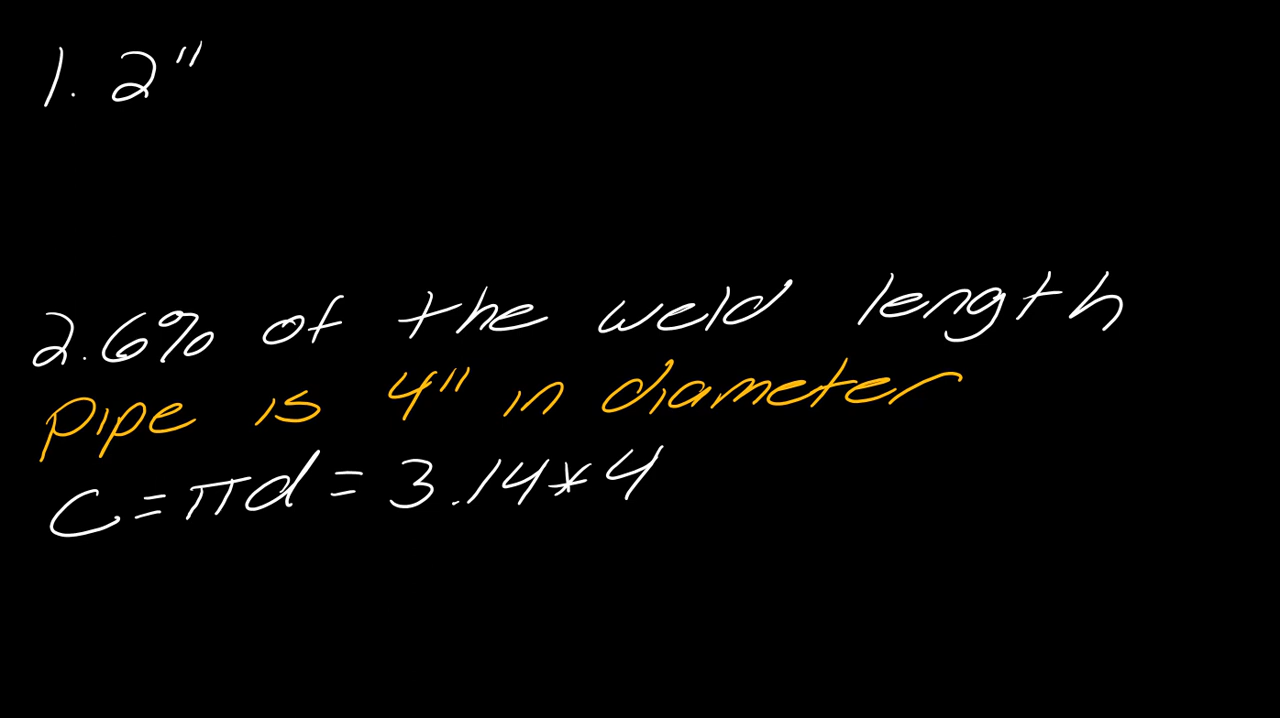 1. 2"
2. 6% of the weld length
pipe is 4" in diameter
C = πd = 3.14*4